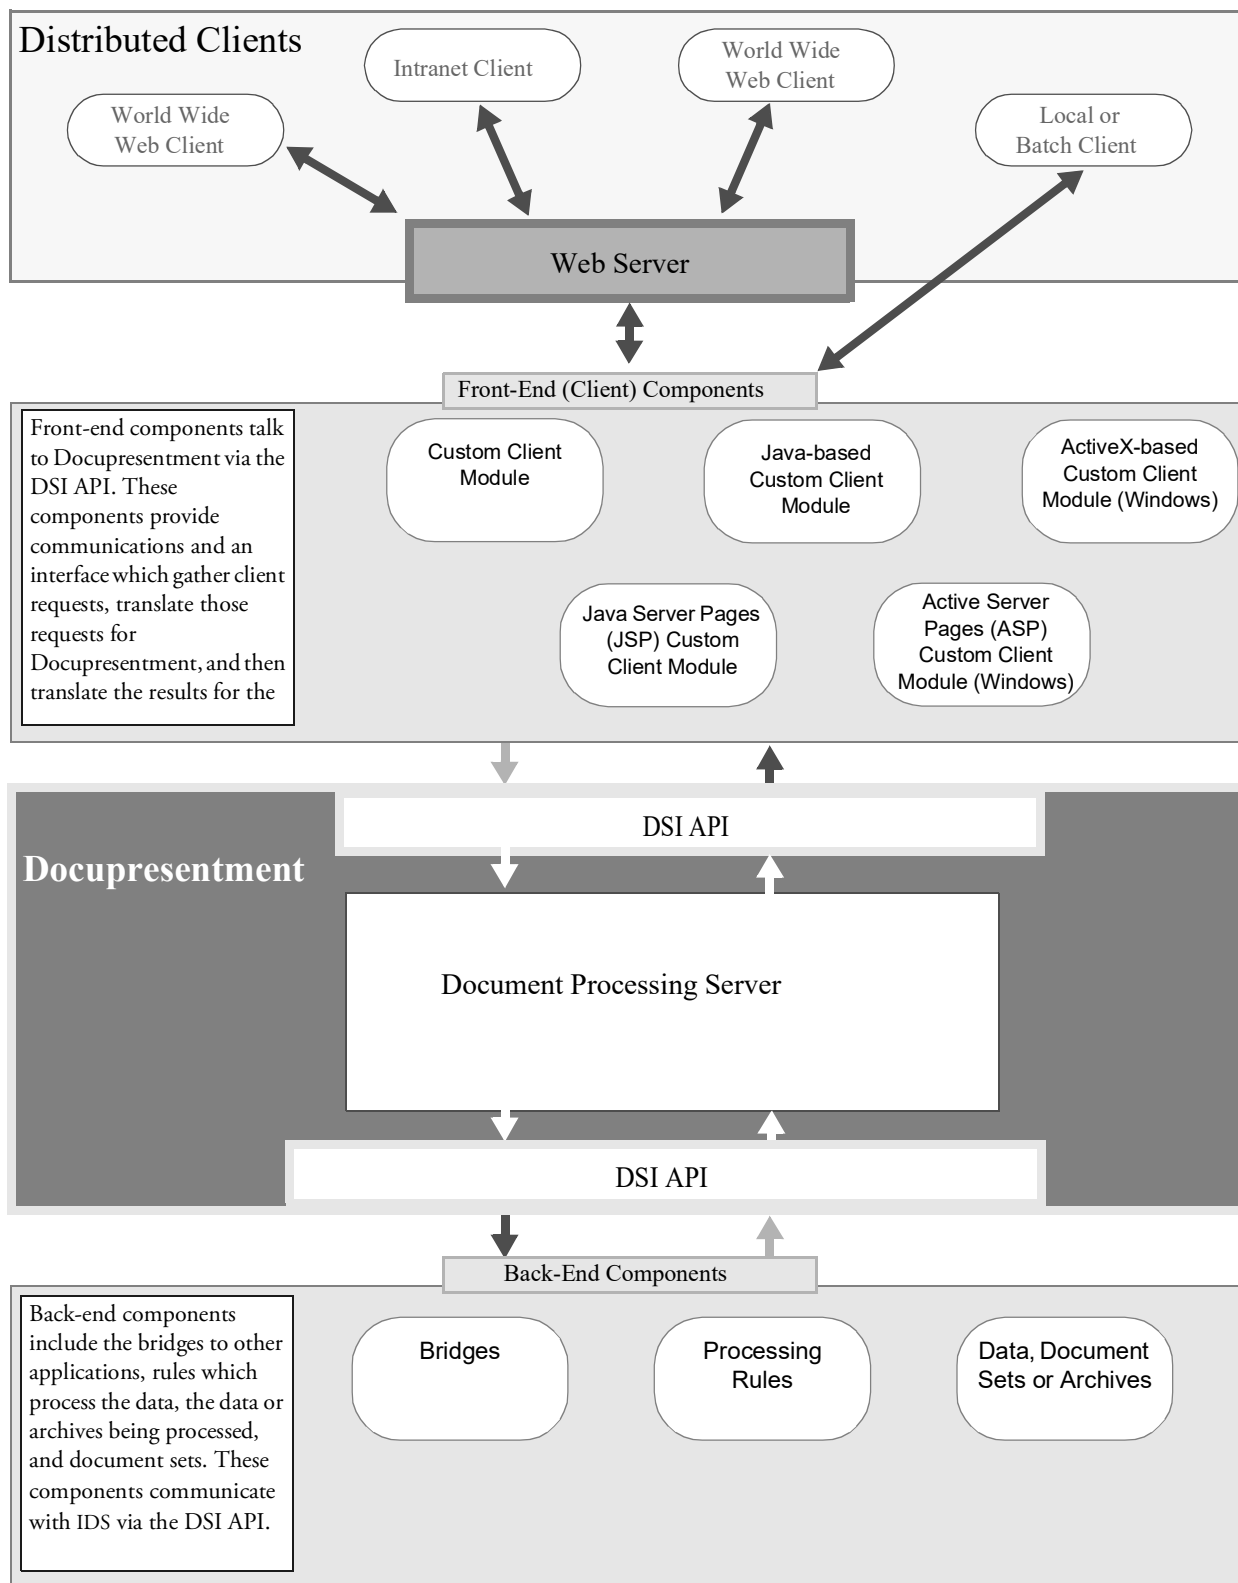 Distributed Clients
World Wide
Web Client
Intranet Client
World Wide
Web Client
Local or
Batch Client
Web Server
Front-End (Client) Components
Front-end components talk
to Docupresentment via the
DSI API. These
components provide
communications and an
interface which gather client
requests, translate those
requests for
Docupresentment, and then
translate the results for the
Custom Client
Module
Java-based
Custom Client
Module
ActiveX-based
Custom Client
Module (Windows)
Java Server Pages
(JSP) Custom
Client Module
Active Server
Pages (ASP)
Custom Client
Module (Windows)
DSI API
Docupresentment
Document Processing Server
DSI API
Back-End Components
Back-end components
include the bridges to other
applications, rules which
process the data, the data or
archives being processed,
and document sets. These
components communicate
with IDS via the DSI API.
Bridges
Processing
Rules
Data, Document
Sets or Archives